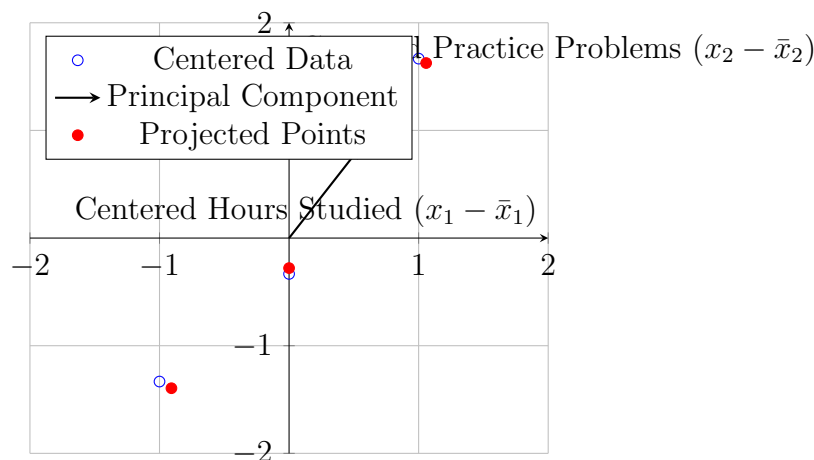 2
Practice Problems (x₂ − x̄₂)
Centered Data
Principal Component
Projected Points
Centered Hours Studied (x₁ − x̄₁)
−2 −1 1 2
−1
−2